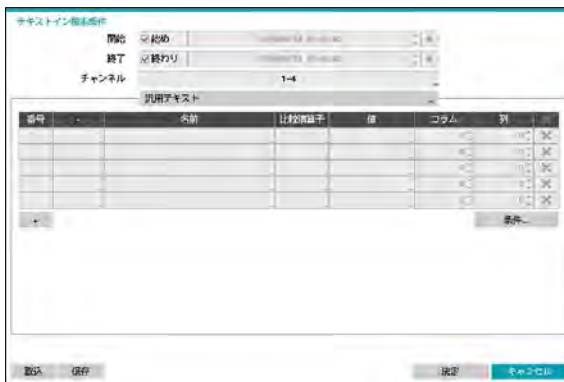 テキストイン検索条件
開始 始め
終了 終わり
チャンネル 1-4
汎用テキスト
番号 - 名前 比較演算子 値 コラム 列
+ 条件...
取込 保存 決定 キャンセル